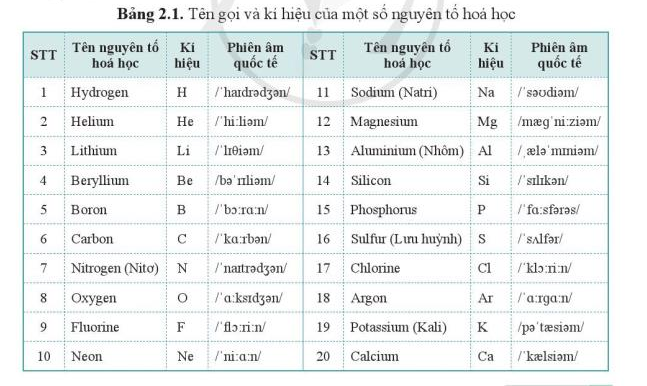 Bảng 2.1. Tên gọi và kí hiệu của một số nguyên tố hoá học
STT Tên nguyên tố hoá học Kí hiệu Phiên âm quốc tế STT Tên nguyên tố hoá học Kí hiệu Phiên âm quốc tế
1 Hydrogen H /ˈhaɪdrədʒən/ 11 Sodium (Natri) Na /ˈsəʊdiəm/
2 Helium He /ˈhiːliəm/ 12 Magnesium Mg /mæɡˈniːziəm/
3 Lithium Li /ˈlɪθiəm/ 13 Aluminium (Nhôm) Al /ˌæləˈmɪniəm/
4 Beryllium Be /bəˈrɪliəm/ 14 Silicon Si /ˈsɪlɪkən/
5 Boron B /ˈbɔːrɑːn/ 15 Phosphorus P /ˈfɑːsfərəs/
6 Carbon C /ˈkɑːrbən/ 16 Sulfur (Lưu huỳnh) S /ˈsʌlfər/
7 Nitrogen (Nitơ) N /ˈnaɪtrədʒən/ 17 Chlorine Cl /ˈklɔːriːn/
8 Oxygen O /ˈɑːksɪdʒən/ 18 Argon Ar /ˈɑːrɡɑːn/
9 Fluorine F /ˈflɔːriːn/ 19 Potassium (Kali) K /pəˈtæsiəm/
10 Neon Ne /ˈniːɑːn/ 20 Calcium Ca /ˈkælsiəm/